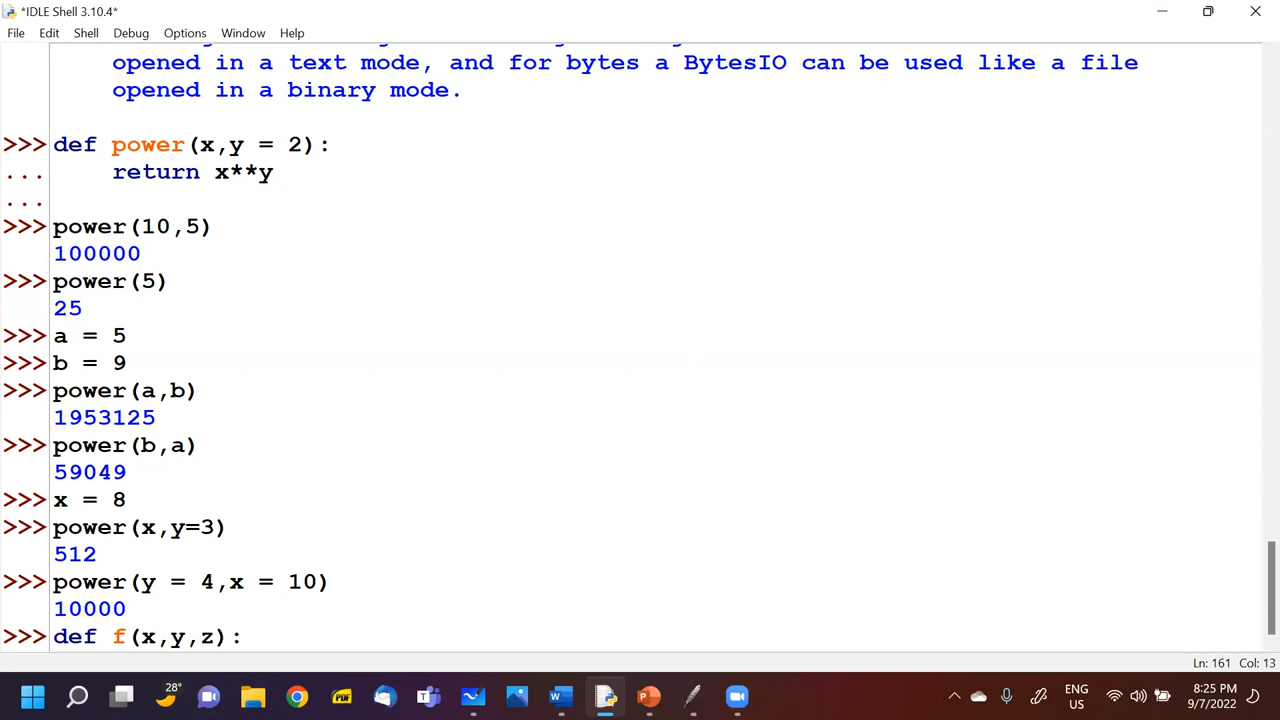 *IDLE Shell 3.10.4*
File Edit Shell Debug Options Window Help
opened in a text mode, and for bytes a BytesIO can be used like a file
opened in a binary mode.
>>> def power(x,y = 2):
... return x**y
...
>>> power(10,5)
100000
>>> power(5)
25
>>> a = 5
>>> b = 9
>>> power(a,b)
1953125
>>> power(b,a)
59049
>>> x = 8
>>> power(x,y=3)
512
>>> power(y = 4,x = 10)
10000
>>> def f(x,y,z):
Ln: 161 Col: 13
28°
PDF
ENG
US
8:25 PM
9/7/2022